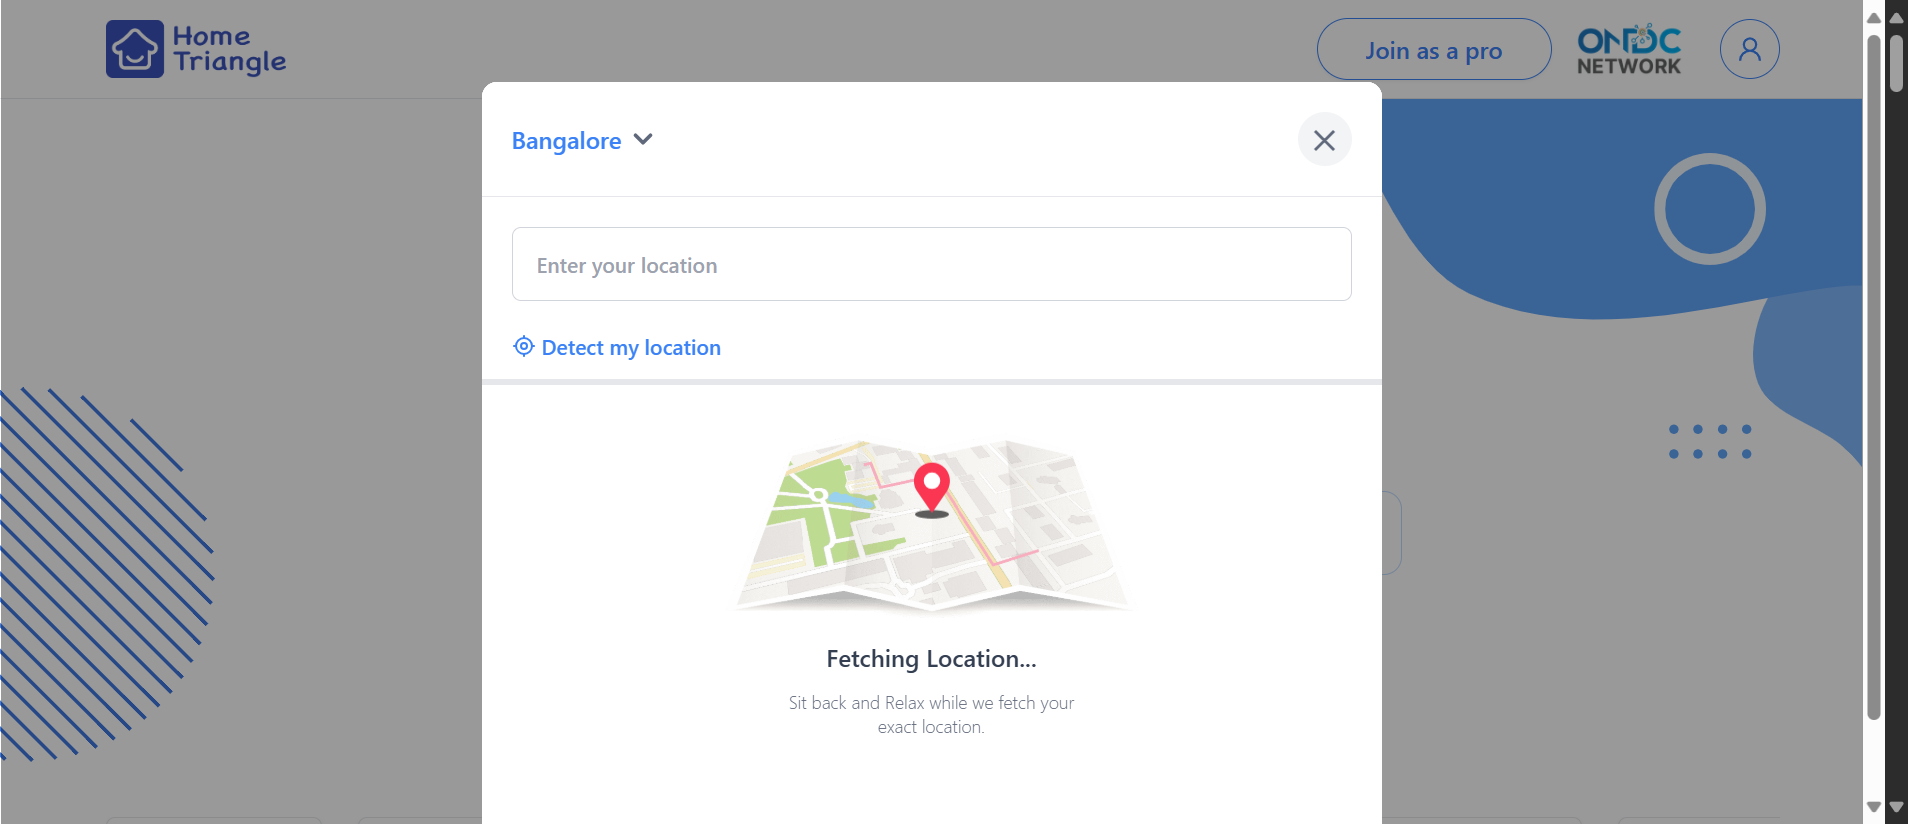 Home
Triangle
Join as a pro
ONDC
NETWORK
Bangalore
Enter your location
Detect my location
Fetching Location...
Sit back and Relax while we fetch your
exact location.